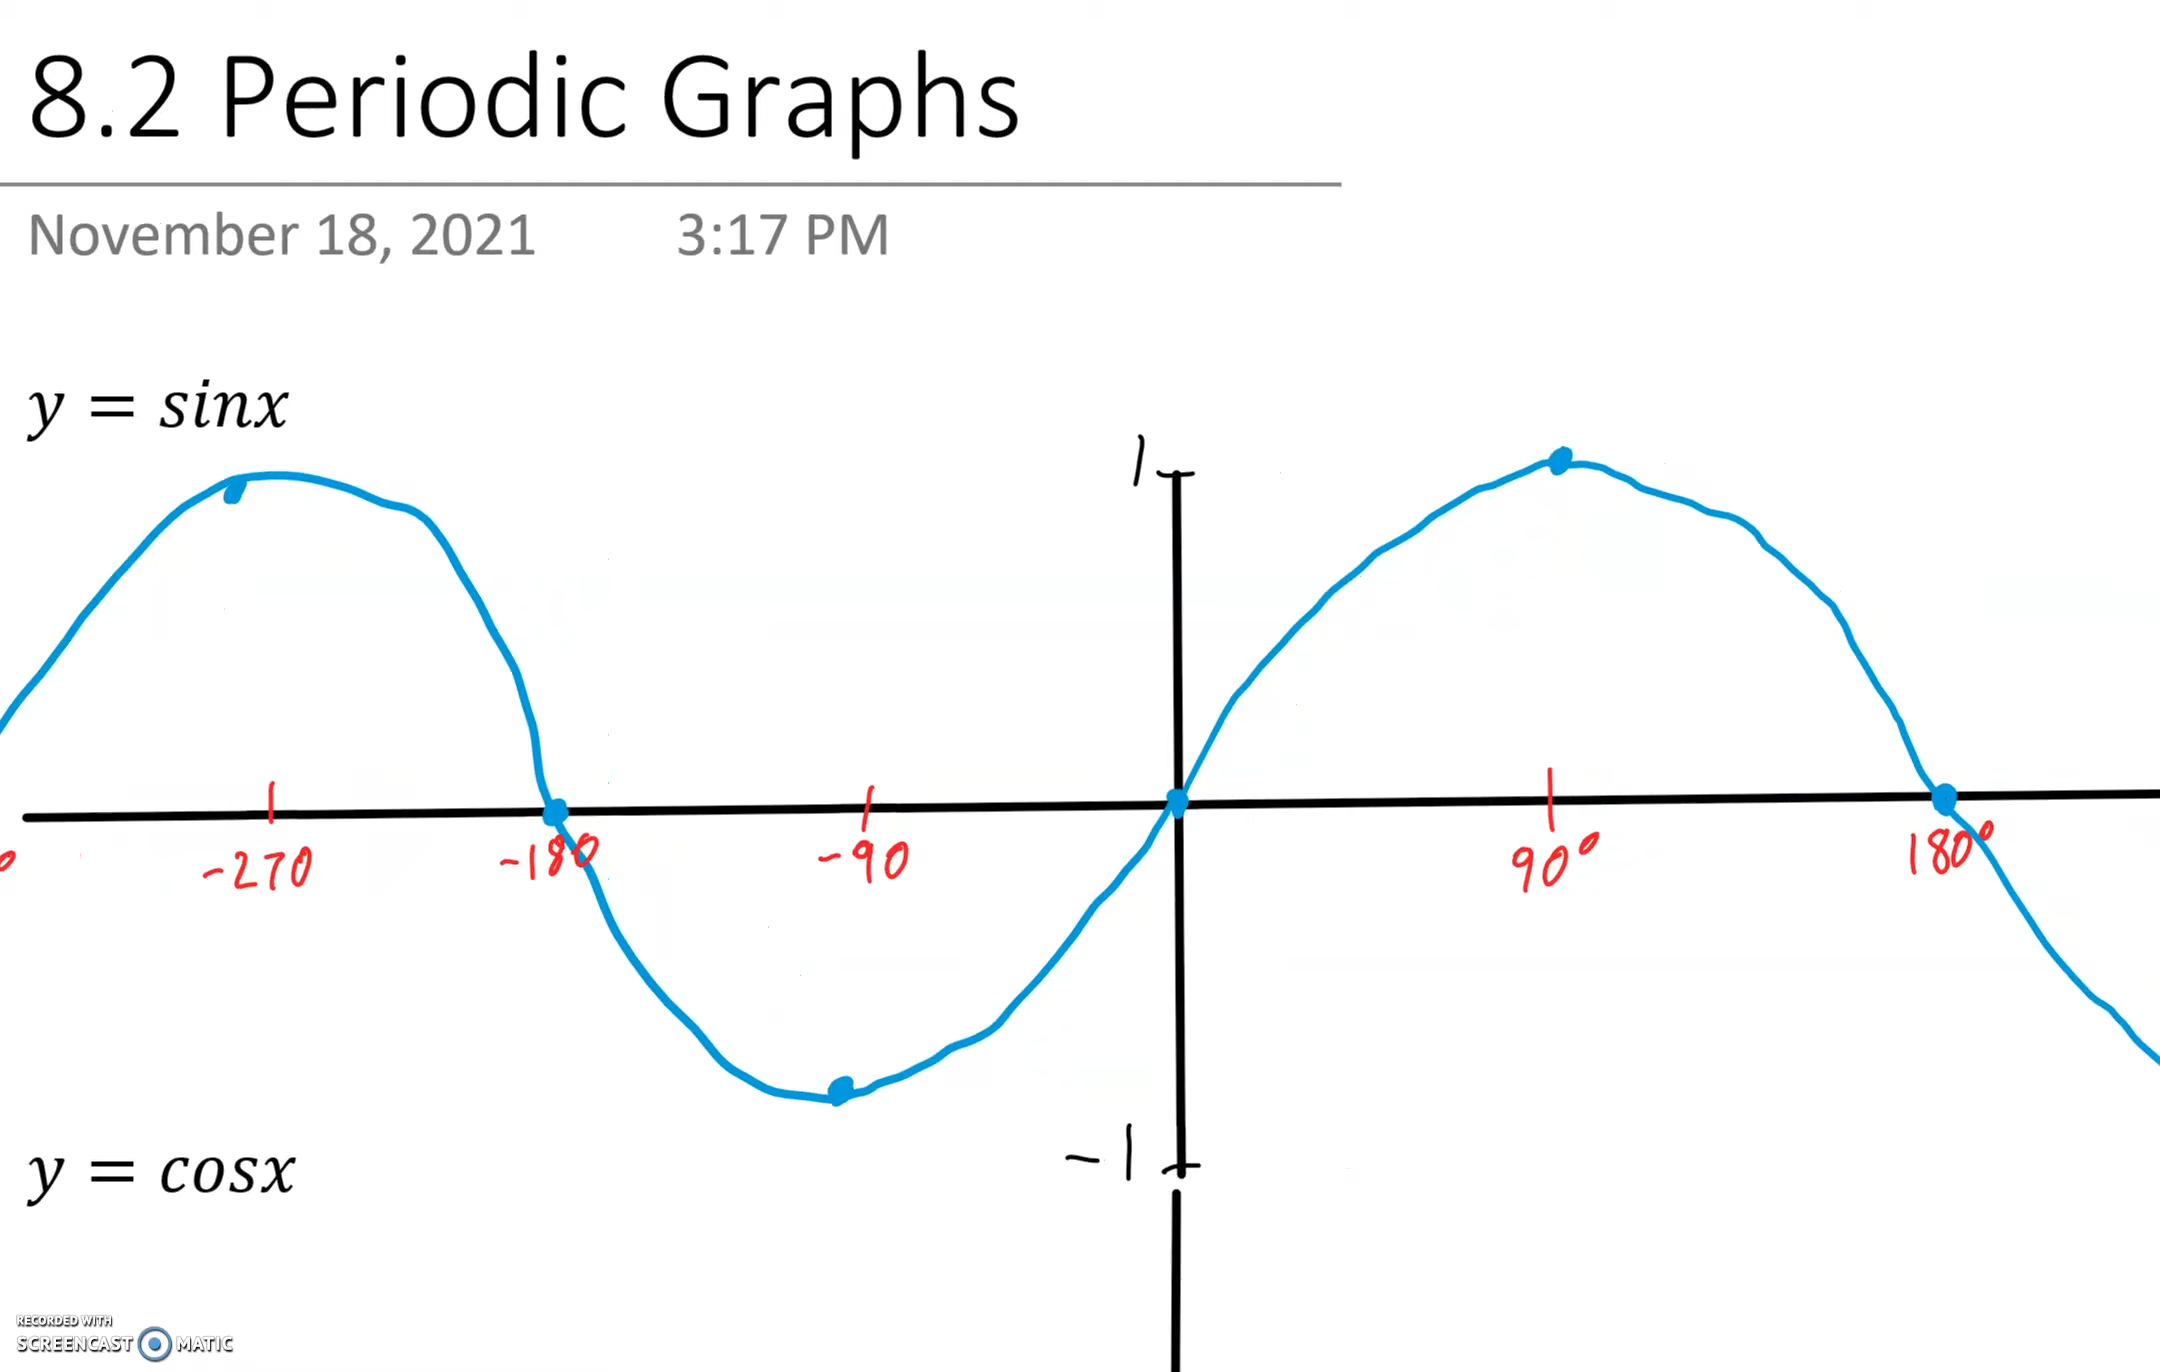 8.2 Periodic Graphs
November 18, 2021 3:17 PM
y = sinx
1
-270 -180 -90 90° 180°
-1
y = cosx
RECORDED WITH
SCREENCAST MATIC